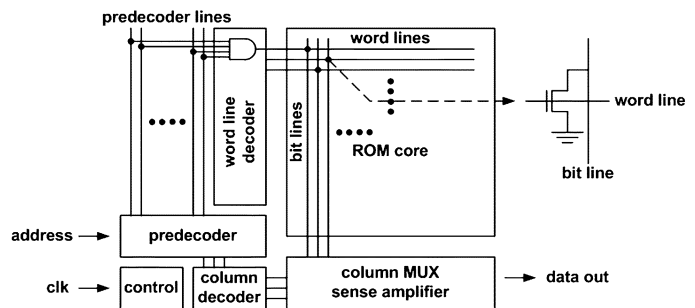 predecoder lines
word lines
word line
decoder
bit lines
ROM core
word line
bit line
address
predecoder
clk
control
column
decoder
column MUX
sense amplifier
data out